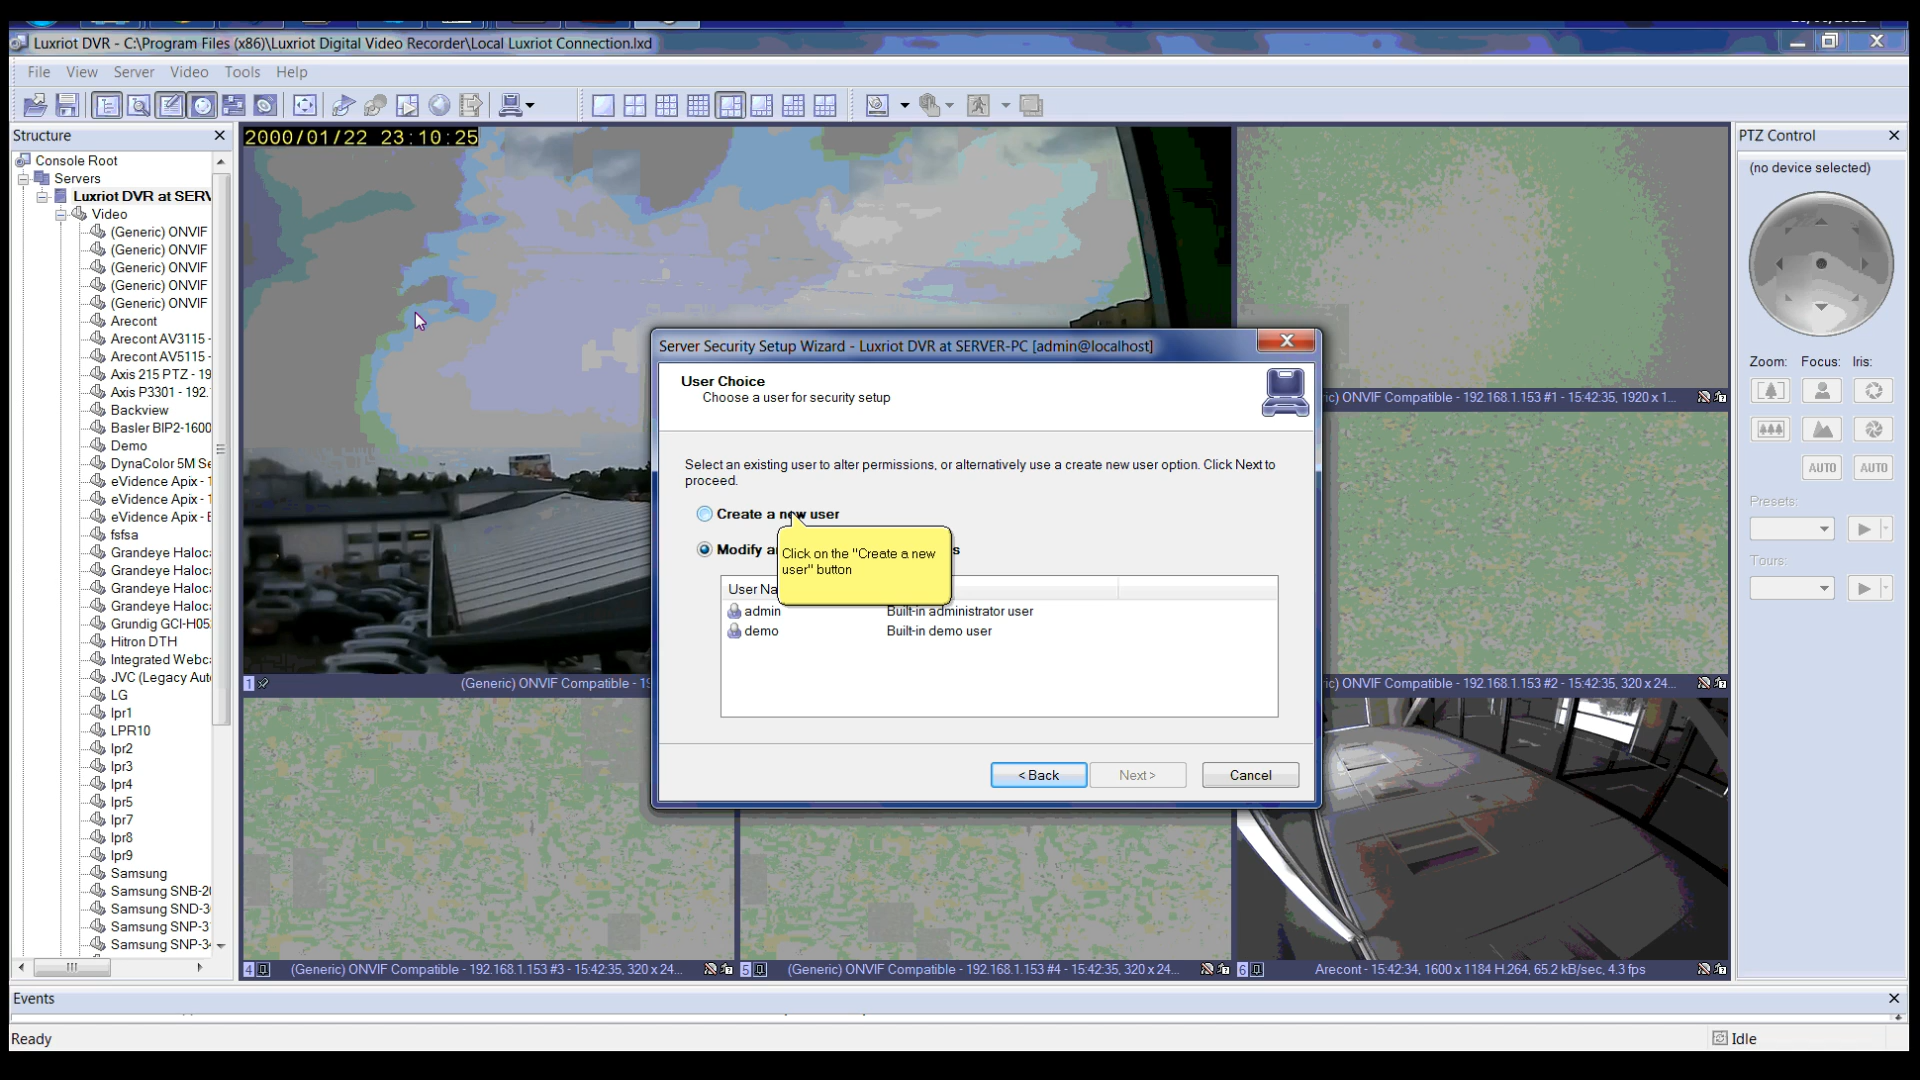 Luxriot DVR - C:\Program Files (x86)\Luxriot Digital Video Recorder\Local Luxriot Connection.lxd
File View Server Video Tools Help
Structure
Console Root
Servers
Luxriot DVR at SERV
Video
(Generic) ONVIF
(Generic) ONVIF
(Generic) ONVIF
(Generic) ONVIF
(Generic) ONVIF
Arecont
Arecont AV3115 -
Arecont AV5115 -
Axis 215 PTZ - 19
Axis P3301 - 192.
Backview
Basler BIP2-1600
Demo
DynaColor 5M Se
eVidence Apix - 1
eVidence Apix - 1
eVidence Apix - E
fsfsa
Grandeye Haloc
Grandeye Haloc
Grandeye Haloc
Grandeye Haloc
Grundig GCI-H05
Hitron DTH
Integrated Webc
JVC (Legacy Aut
LG
lpr1
LPR10
lpr2
lpr3
lpr4
lpr5
lpr7
lpr8
lpr9
Samsung
Samsung SNB-20
Samsung SND-3
Samsung SNP-3
Samsung SNP-34
2000/01/22 23:10:25
1 (Generic) ONVIF Compatible - 19
ic) ONVIF Compatible - 192.168.1.153 #1 - 15:42:35, 1920 x 1...
ic) ONVIF Compatible - 192.168.1.153 #2 - 15:42:35, 320 x 24...
4 (Generic) ONVIF Compatible - 192.168.1.153 #3 - 15:42:35, 320 x 24...
5 (Generic) ONVIF Compatible - 192.168.1.153 #4 - 15:42:35, 320 x 24...
6 Arecont - 15:42:34, 1600 x 1184 H.264, 65.2 kB/sec, 4.3 fps
Server Security Setup Wizard - Luxriot DVR at SERVER-PC [admin@localhost]
User Choice
Choose a user for security setup
Select an existing user to alter permissions, or alternatively use a create new user option. Click Next to
proceed.
Create a new user
Modify a s
Click on the "Create a new
user" button
User Na
admin Built-in administrator user
demo Built-in demo user
< Back Next > Cancel
PTZ Control
(no device selected)
Zoom: Focus: Iris:
AUTO AUTO
Presets:
Tours:
Events
Ready
Idle